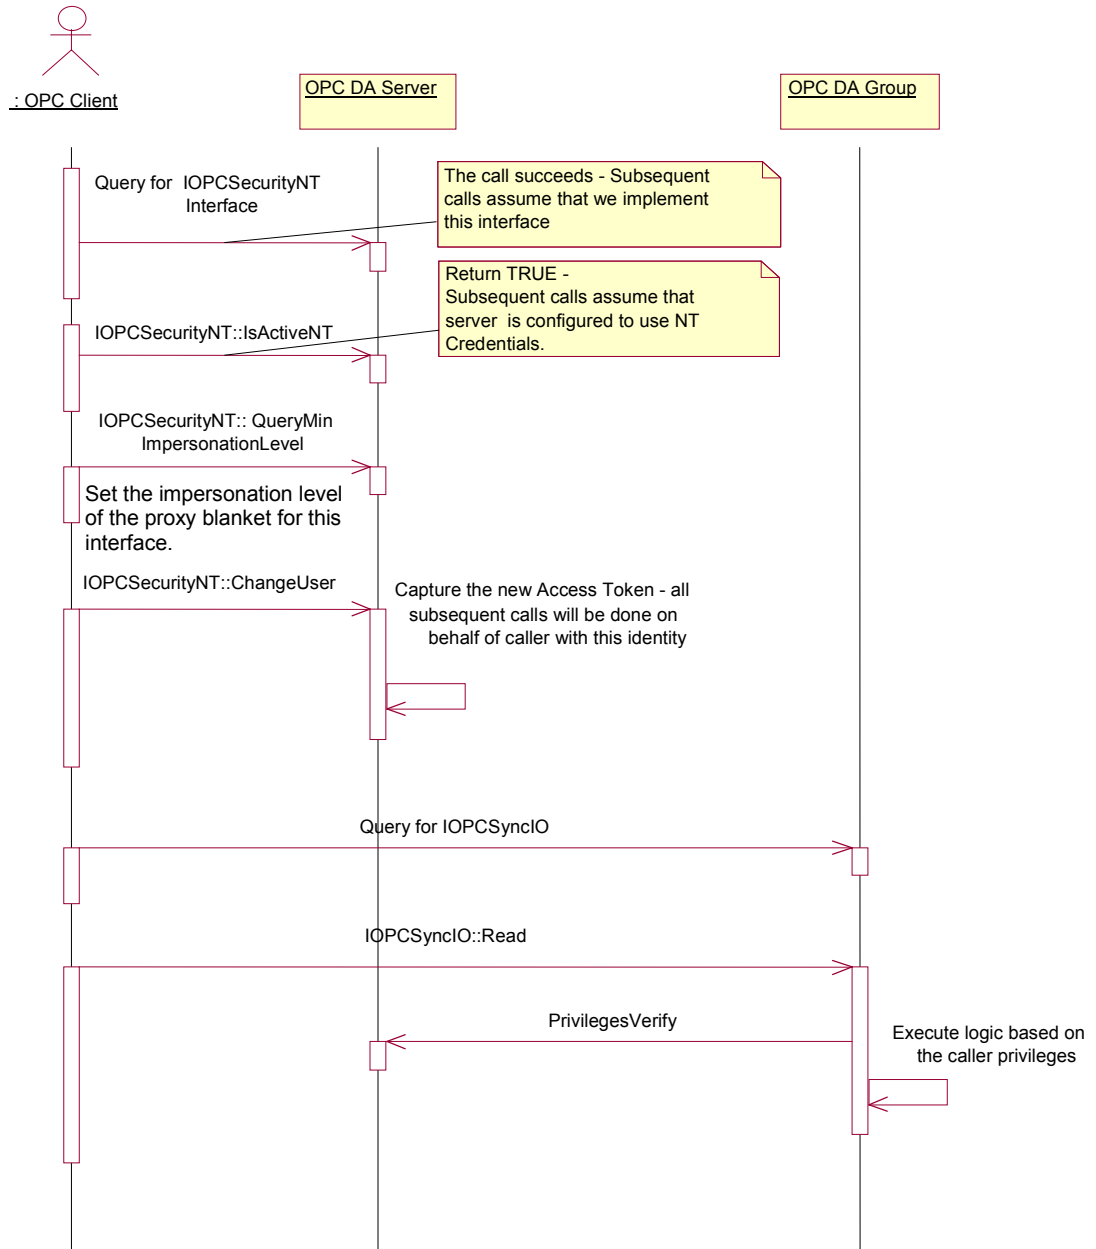 : OPC Client
OPC DA Server
OPC DA Group
Query for  IOPCSecurityNT
Interface
The call succeeds - Subsequent
calls assume that we implement
this interface
Return TRUE -
Subsequent calls assume that
server  is configured to use NT
Credentials.
IOPCSecurityNT::IsActiveNT
IOPCSecurityNT:: QueryMin
ImpersonationLevel
Set the impersonation level
of the proxy blanket for this
interface.
IOPCSecurityNT::ChangeUser
Capture the new Access Token - all
subsequent calls will be done on
behalf of caller with this identity
Query for IOPCSyncIO
IOPCSyncIO::Read
PrivilegesVerify
Execute logic based on
the caller privileges